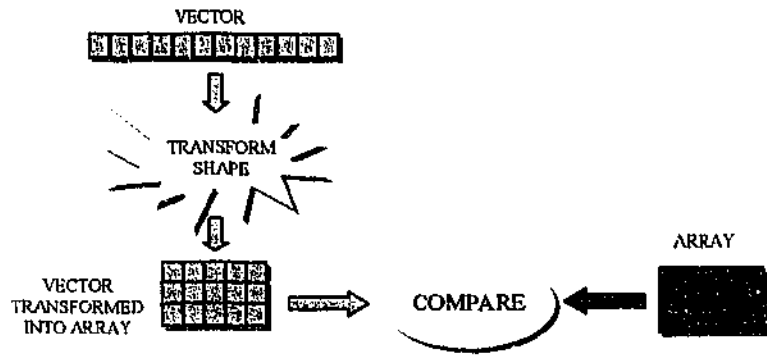 VECTOR
TRANSFORM
SHAPE
ARRAY
VECTOR
TRANSFORMED
INTO ARRAY
COMPARE